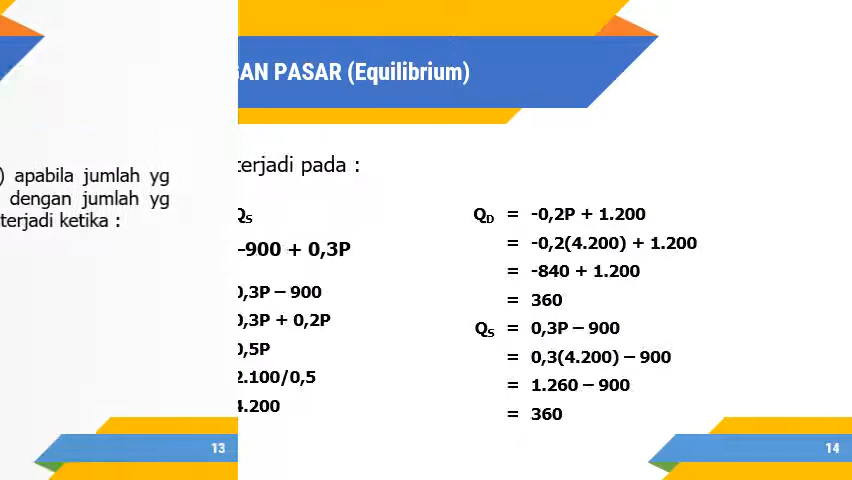 ) apabila jumlah yg
dengan jumlah yg
terjadi ketika :
13
PASAR (Equilibrium)
terjadi pada :
Qs
-900 + 0,3P
0,3P – 900
0,3P + 0,2P
0,5P
2.100/0,5
4.200
QD = -0,2P + 1.200
= -0,2(4.200) + 1.200
= -840 + 1.200
= 360
QS = 0,3P – 900
= 0,3(4.200) – 900
= 1.260 – 900
= 360
14